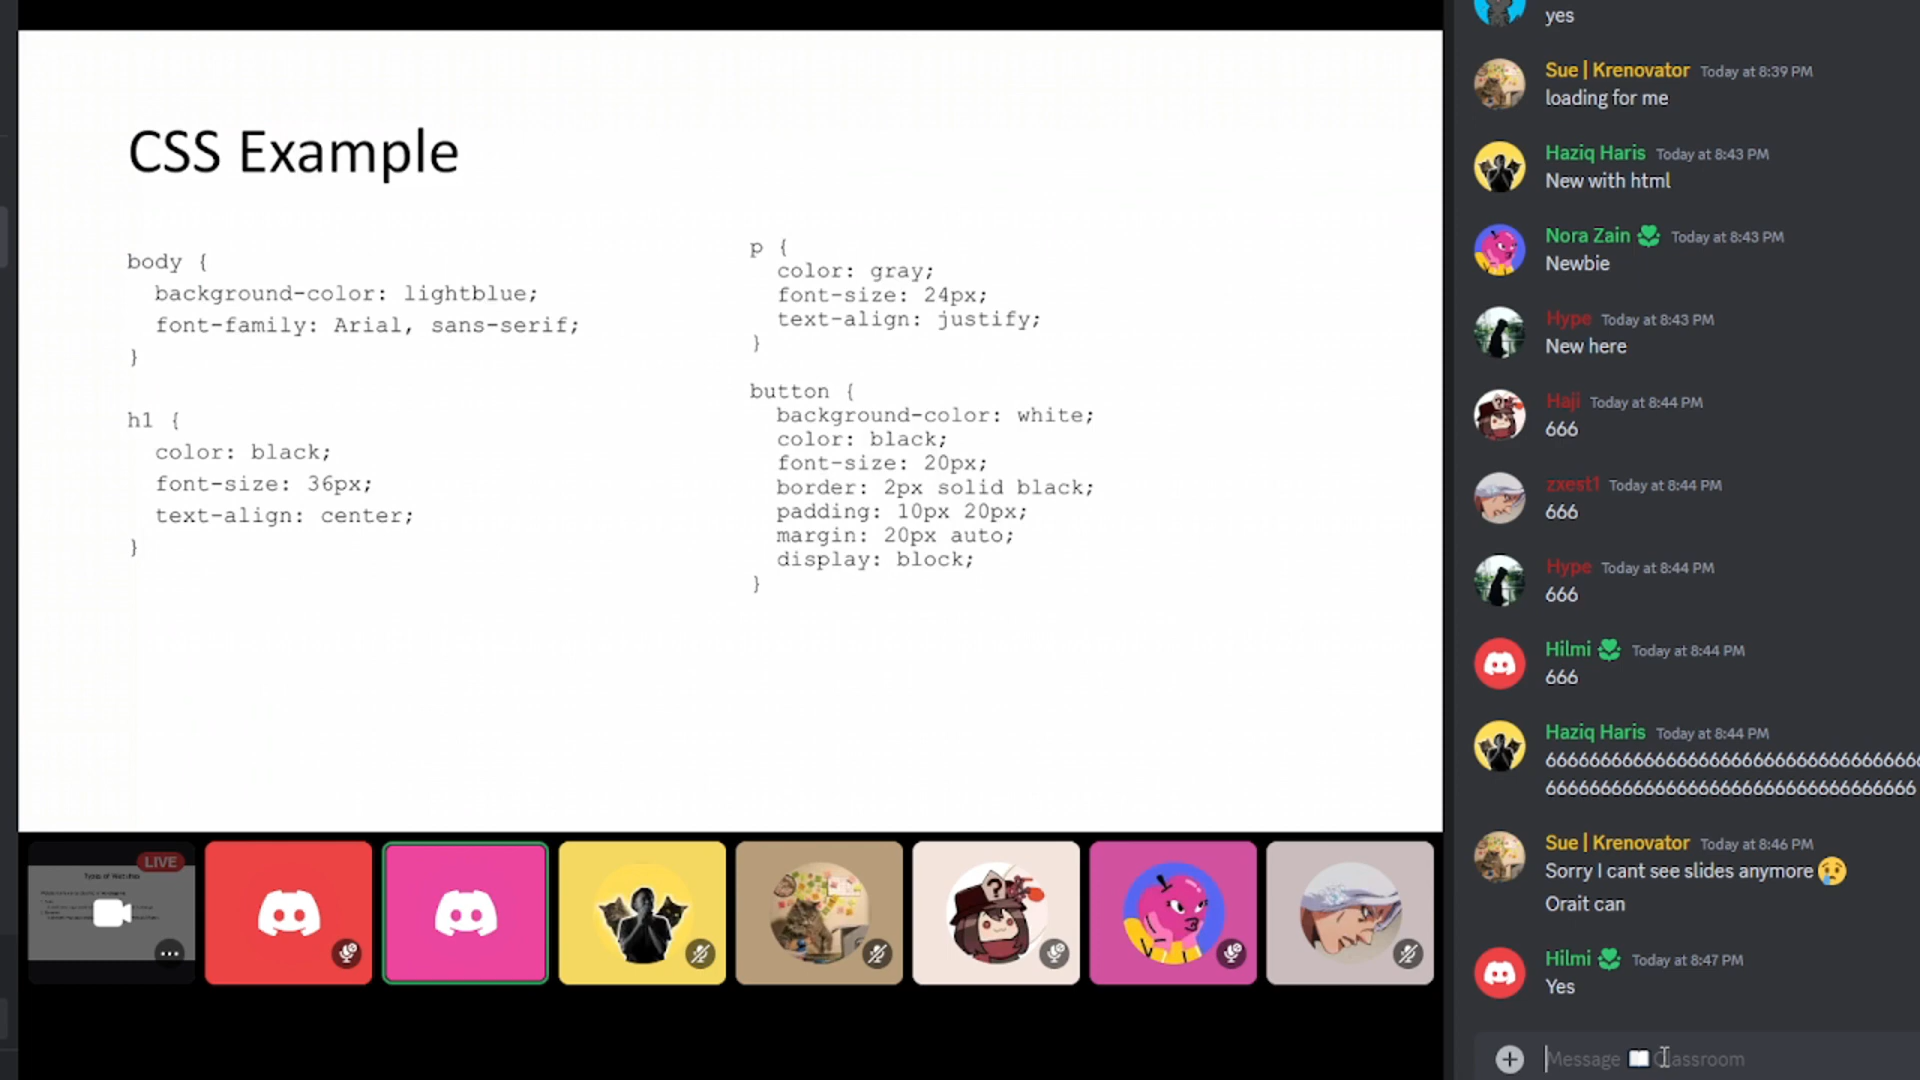 CSS Example
body {
background-color: lightblue;
font-family: Arial, sans-serif;
}
h1 {
color: black;
font-size: 36px;
text-align: center;
}
p {
color: gray;
font-size: 24px;
text-align: justify;
}
button {
background-color: white;
color: black;
font-size: 20px;
border: 2px solid black;
padding: 10px 20px;
margin: 20px auto;
display: block;
}
LIVE
Types of Websites
yes
Sue | Krenovator Today at 8:39 PM
loading for me
Haziq Haris Today at 8:43 PM
New with html
Nora Zain Today at 8:43 PM
Newbie
Hype Today at 8:43 PM
New here
Haji Today at 8:44 PM
666
zxest1 Today at 8:44 PM
666
Hype Today at 8:44 PM
666
Hilmi Today at 8:44 PM
666
Haziq Haris Today at 8:44 PM
6666666666666666666666666666666666
6666666666666666666666666666666666
Sue | Krenovator Today at 8:46 PM
Sorry I cant see slides anymore 😢
Orait can
Hilmi Today at 8:47 PM
Yes
Message 📖 Classroom